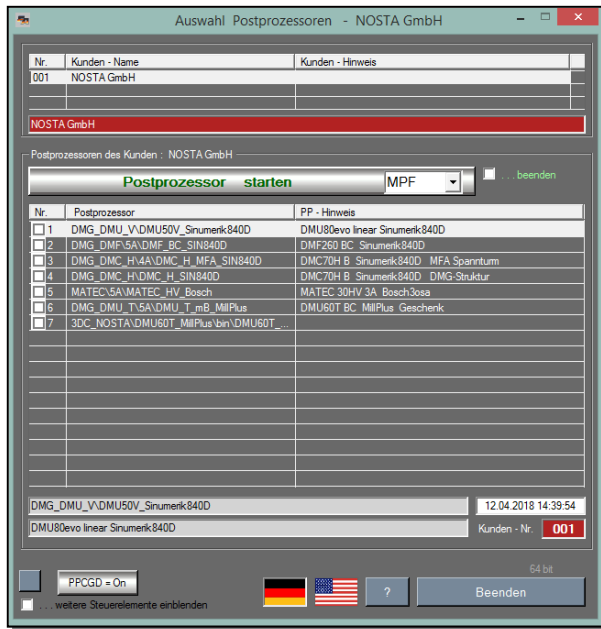 Auswahl Postprozessoren - NOSTA GmbH
Nr. Kunden - Name Kunden - Hinweis
001 NOSTA GmbH
NOSTA GmbH
Postprozessoren des Kunden : NOSTA GmbH
Postprozessor starten MPF . . . beenden
Nr. Postprozessor PP - Hinweis
1 DMG_DMU_V\DMU50V_Sinumerik840D DMU80evo linear Sinumerik840D
2 DMG_DMF\5A\DMF_BC_SIN840D DMF260 BC Sinumerik840D
3 DMG_DMC_H\4A\DMC_H_MFA_SIN840D DMC70H B Sinumerik840D MFA Spannturm
4 DMG_DMC_H\DMC_H_SIN840D DMC70H B Sinumerik840D DMG-Struktur
5 MATEC\5A\MATEC_HV_Bosch MATEC 30HV 3A Bosch3osa
6 DMG_DMU_T\5A\DMU_T_mB_MillPlus DMU60T BC MillPlus Geschenk
7 3DC_NOSTA\DMU60T_MillPlus\bin\DMU60T_...
DMG_DMU_V\DMU50V_Sinumerik840D 12.04.2018 14:39:54
DMU80evo linear Sinumerik840D Kunden - Nr. 001
64 bit
PPCGD = On ? Beenden
. . . weitere Steuerelemente einblenden